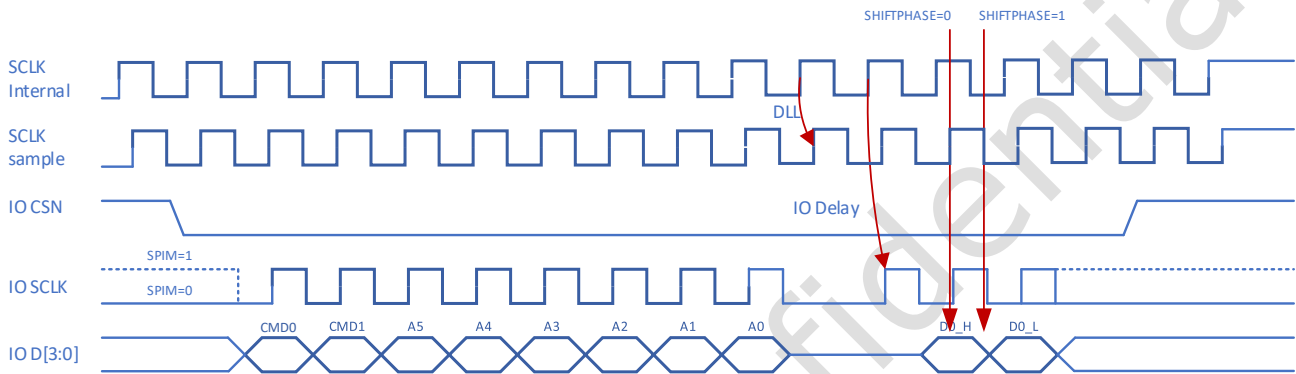 SHIFTPHASE=0 SHIFTPHASE=1
SCLK
Internal
DLL
SCLK
sample
IO CSN
IO Delay
SPIM=1
IO SCLK
SPIM=0
CMD0 CMD1 A5 A4 A3 A2 A1 A0 D0_H D0_L
IO D[3:0]
fidential